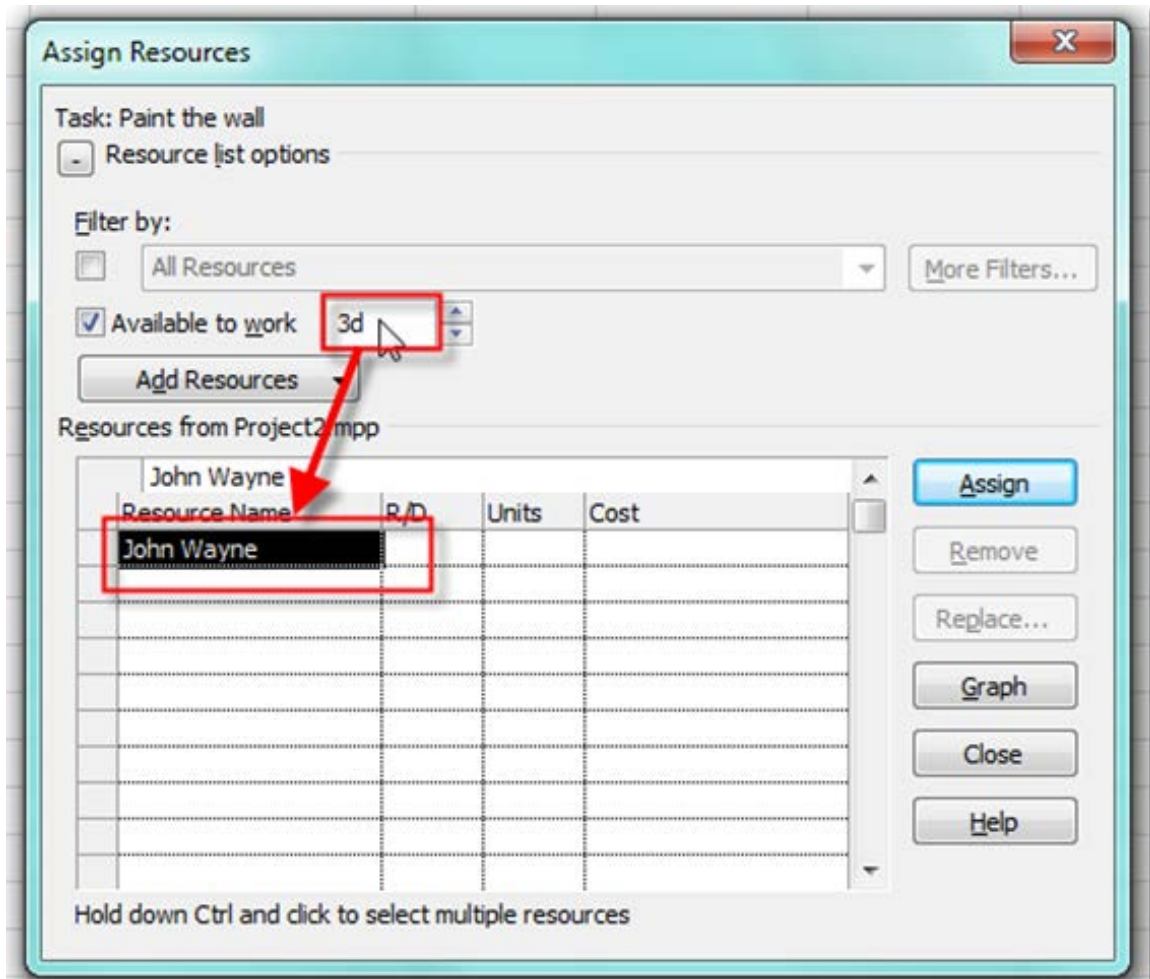 Assign Resources
Task: Paint the wall
- Resource list options
Filter by:
All Resources More Filters...
Available to work 3d
Add Resources
Resources from Project2.mpp
John Wayne Assign
Resource Name R/D Units Cost
John Wayne Remove
Replace...
Graph
Close
Help
Hold down Ctrl and click to select multiple resources